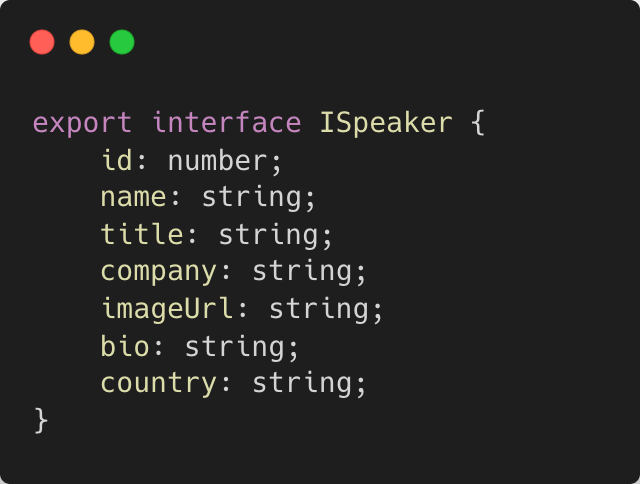 export interface ISpeaker {
    id: number;
    name: string;
    title: string;
    company: string;
    imageUrl: string;
    bio: string;
    country: string;
}